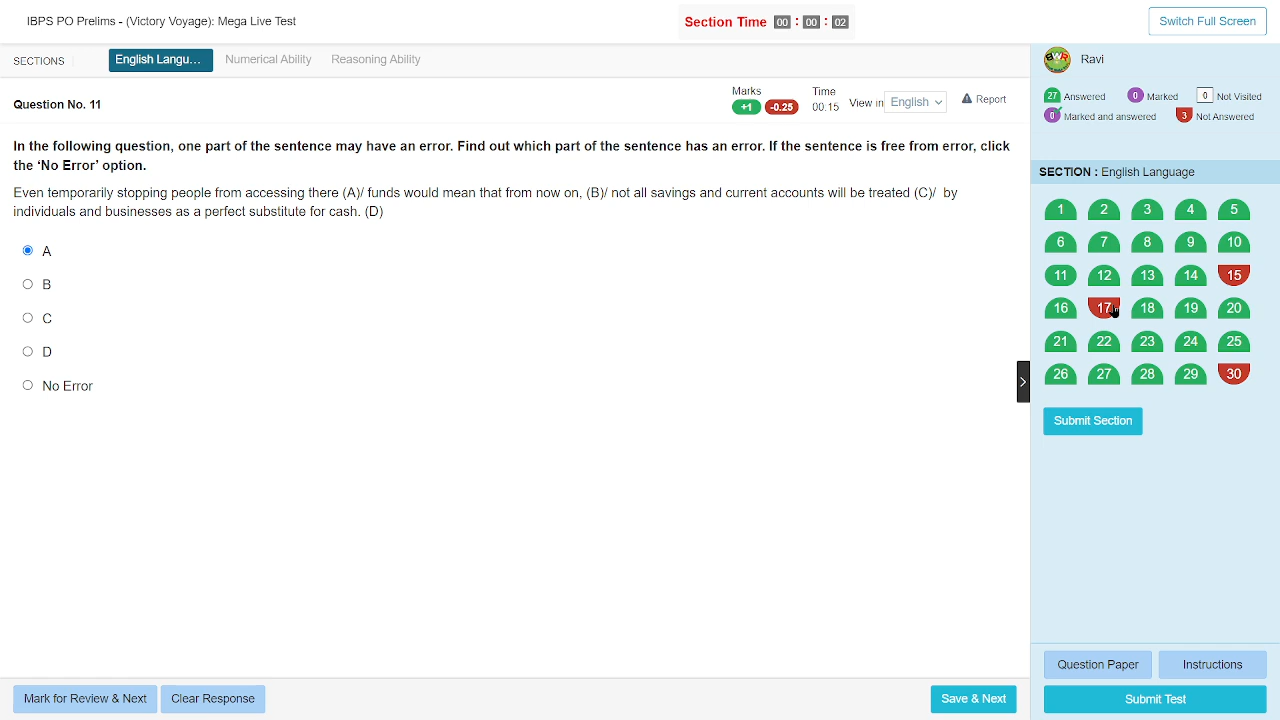 IBPS PO Prelims - (Victory Voyage): Mega Live Test
Section Time 00 : 00 : 02
Switch Full Screen
SECTIONS
English Langu...
Numerical Ability
Reasoning Ability
Ravi
Question No. 11
Marks
+1 -0.25
Time
00:15
View in English
Report
27 Answered
0 Marked
0 Not Visited
0 Marked and answered
3 Not Answered
In the following question, one part of the sentence may have an error. Find out which part of the sentence has an error. If the sentence is free from error, click
the ‘No Error’ option.
Even temporarily stopping people from accessing there (A)/ funds would mean that from now on, (B)/ not all savings and current accounts will be treated (C)/ by
individuals and businesses as a perfect substitute for cash. (D)
A
B
C
D
No Error
SECTION : English Language
1 2 3 4 5
6 7 8 9 10
11 12 13 14 15
16 17 18 19 20
21 22 23 24 25
26 27 28 29 30
Submit Section
Question Paper
Instructions
Mark for Review & Next
Clear Response
Save & Next
Submit Test